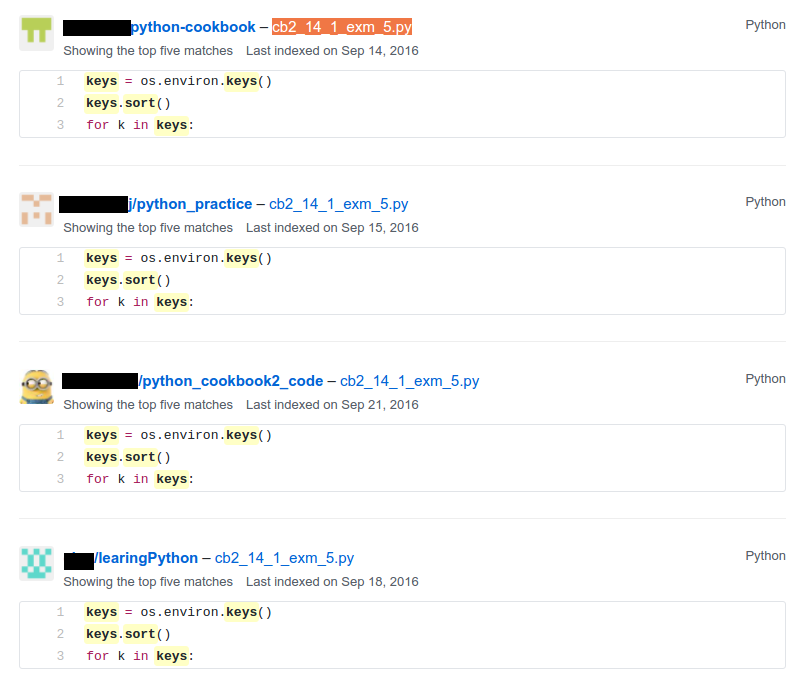 python-cookbook – cb2_14_1_exm_5.py Python
Showing the top five matches Last indexed on Sep 14, 2016
1 keys = os.environ.keys()
2 keys.sort()
3 for k in keys:
j/python_practice – cb2_14_1_exm_5.py Python
Showing the top five matches Last indexed on Sep 15, 2016
1 keys = os.environ.keys()
2 keys.sort()
3 for k in keys:
/python_cookbook2_code – cb2_14_1_exm_5.py Python
Showing the top five matches Last indexed on Sep 21, 2016
1 keys = os.environ.keys()
2 keys.sort()
3 for k in keys:
/learingPython – cb2_14_1_exm_5.py Python
Showing the top five matches Last indexed on Sep 18, 2016
1 keys = os.environ.keys()
2 keys.sort()
3 for k in keys: